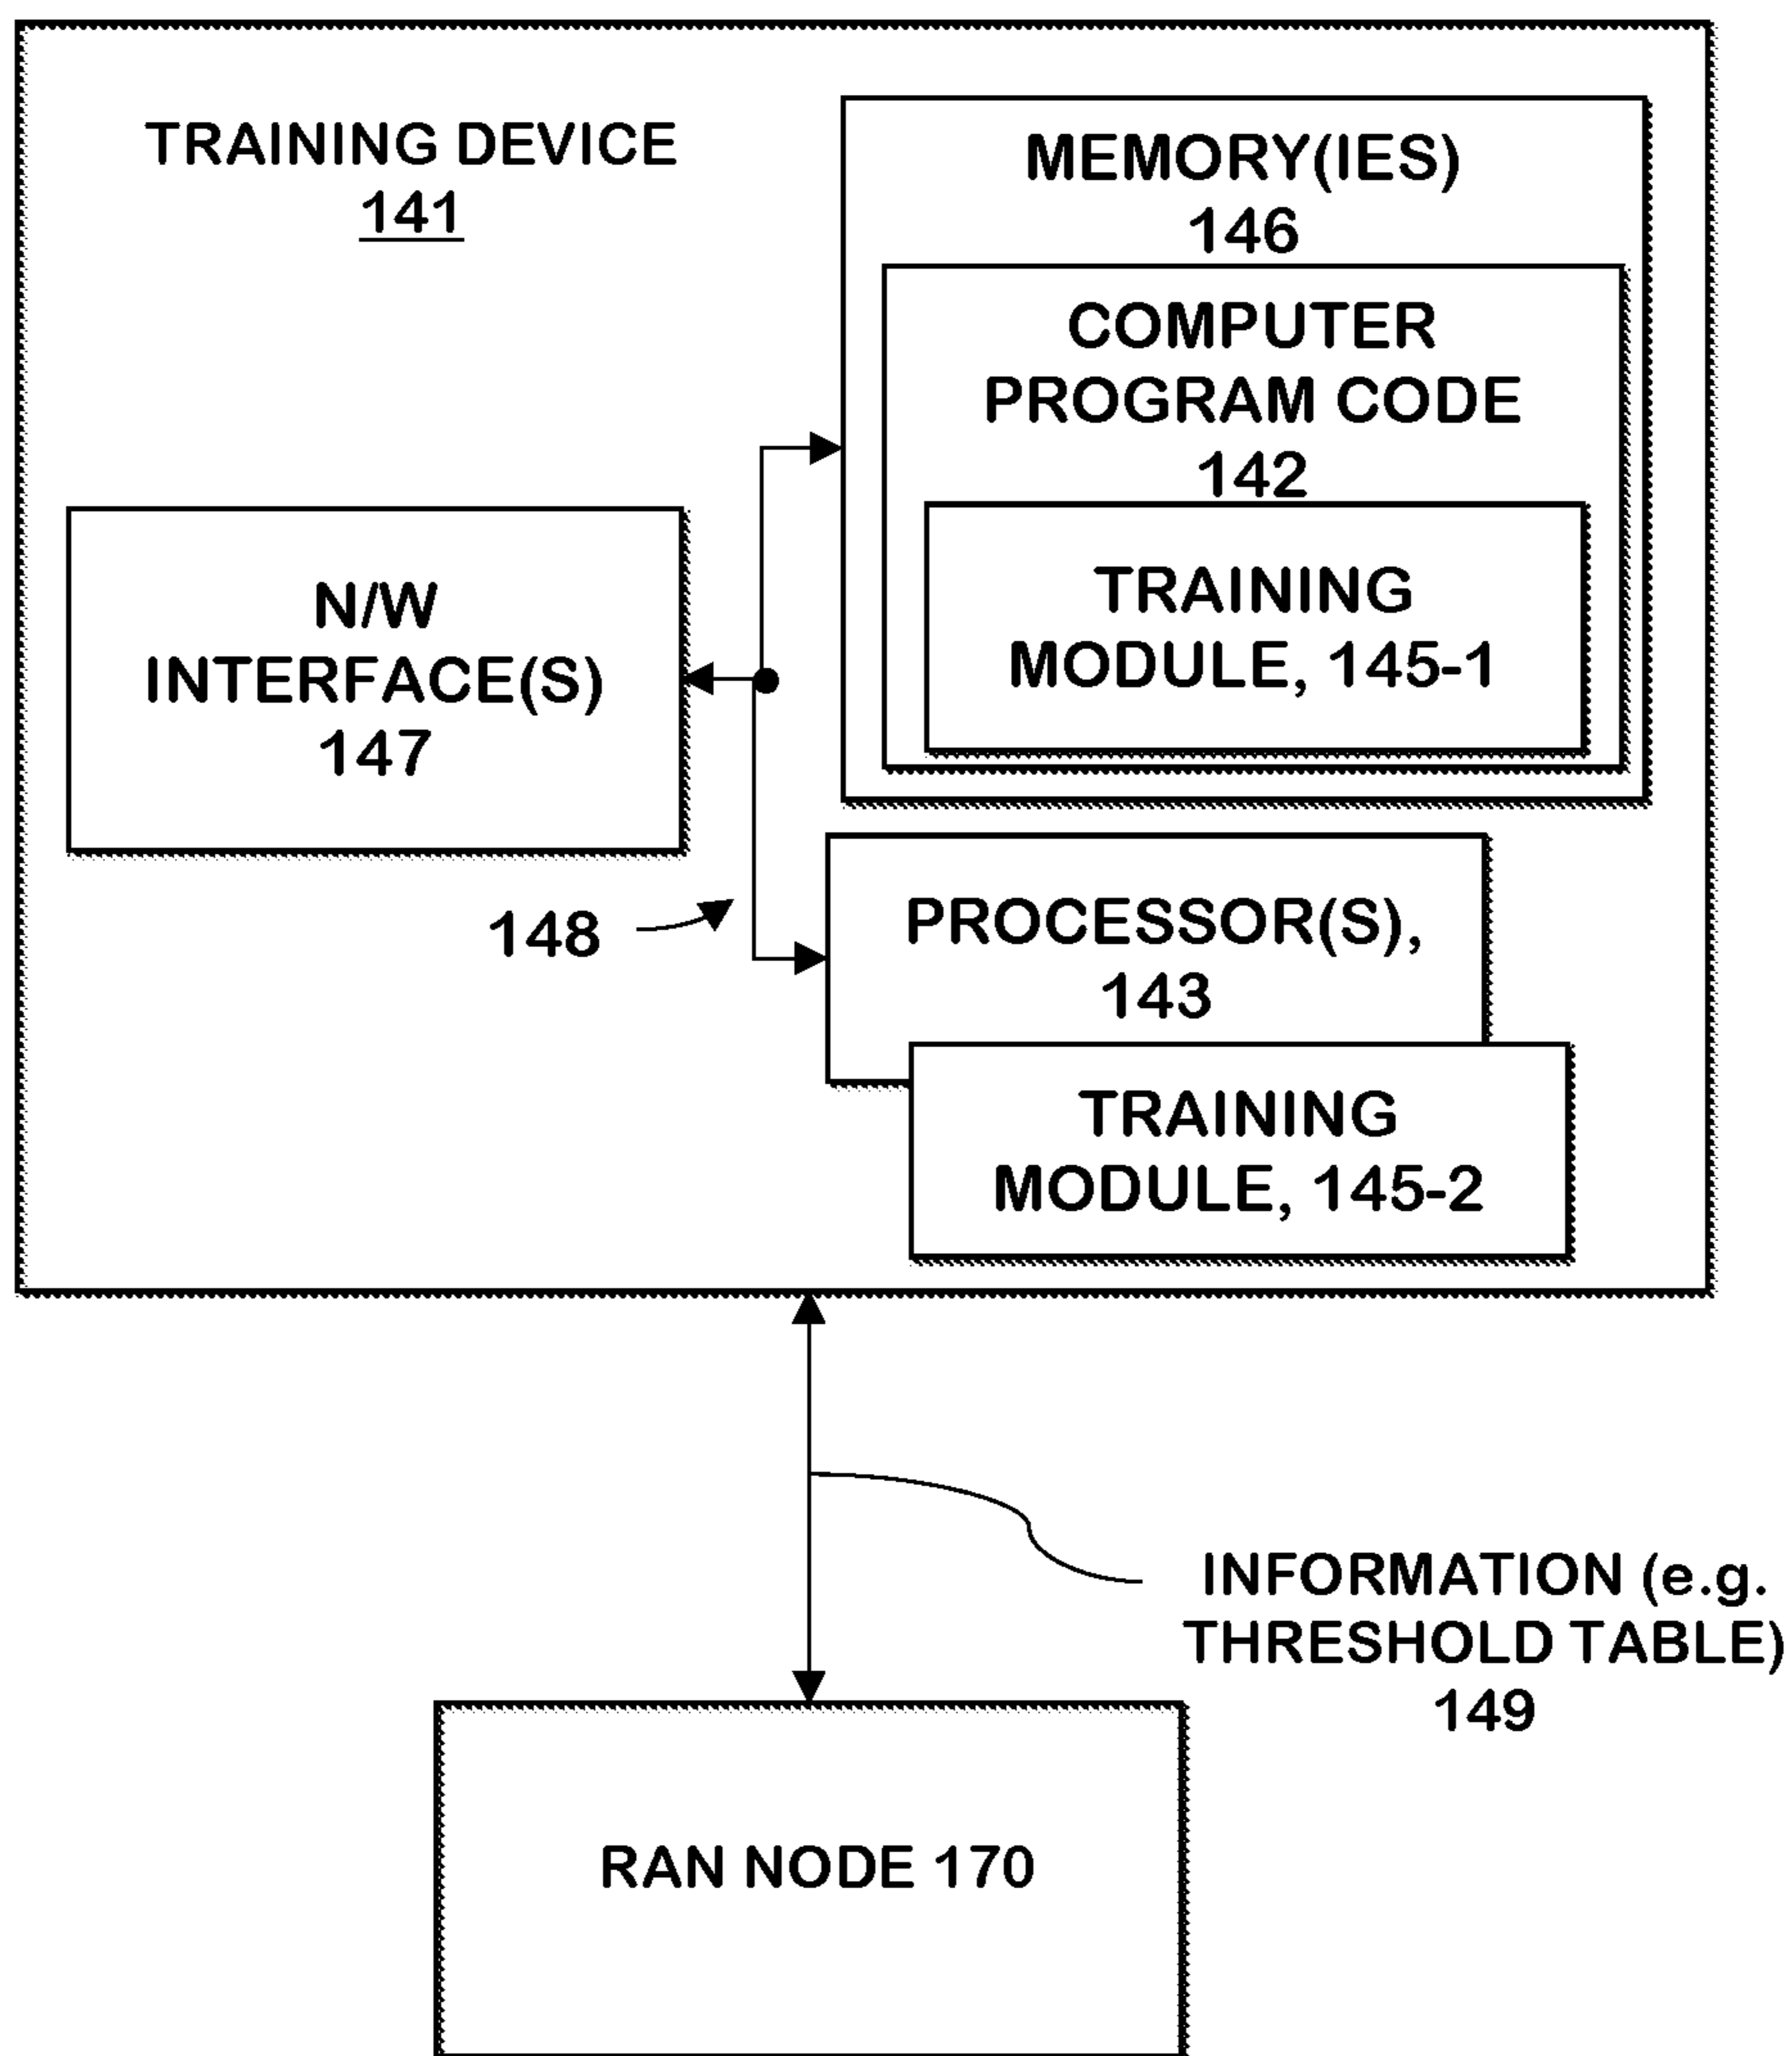 TRAINING DEVICE
141
MEMORY(IES)
146
COMPUTER
PROGRAM CODE
142
TRAINING
MODULE, 145-1
N/W
INTERFACE(S)
147
148
PROCESSOR(S),
143
TRAINING
MODULE, 145-2
INFORMATION (e.g.
THRESHOLD TABLE)
149
RAN NODE 170